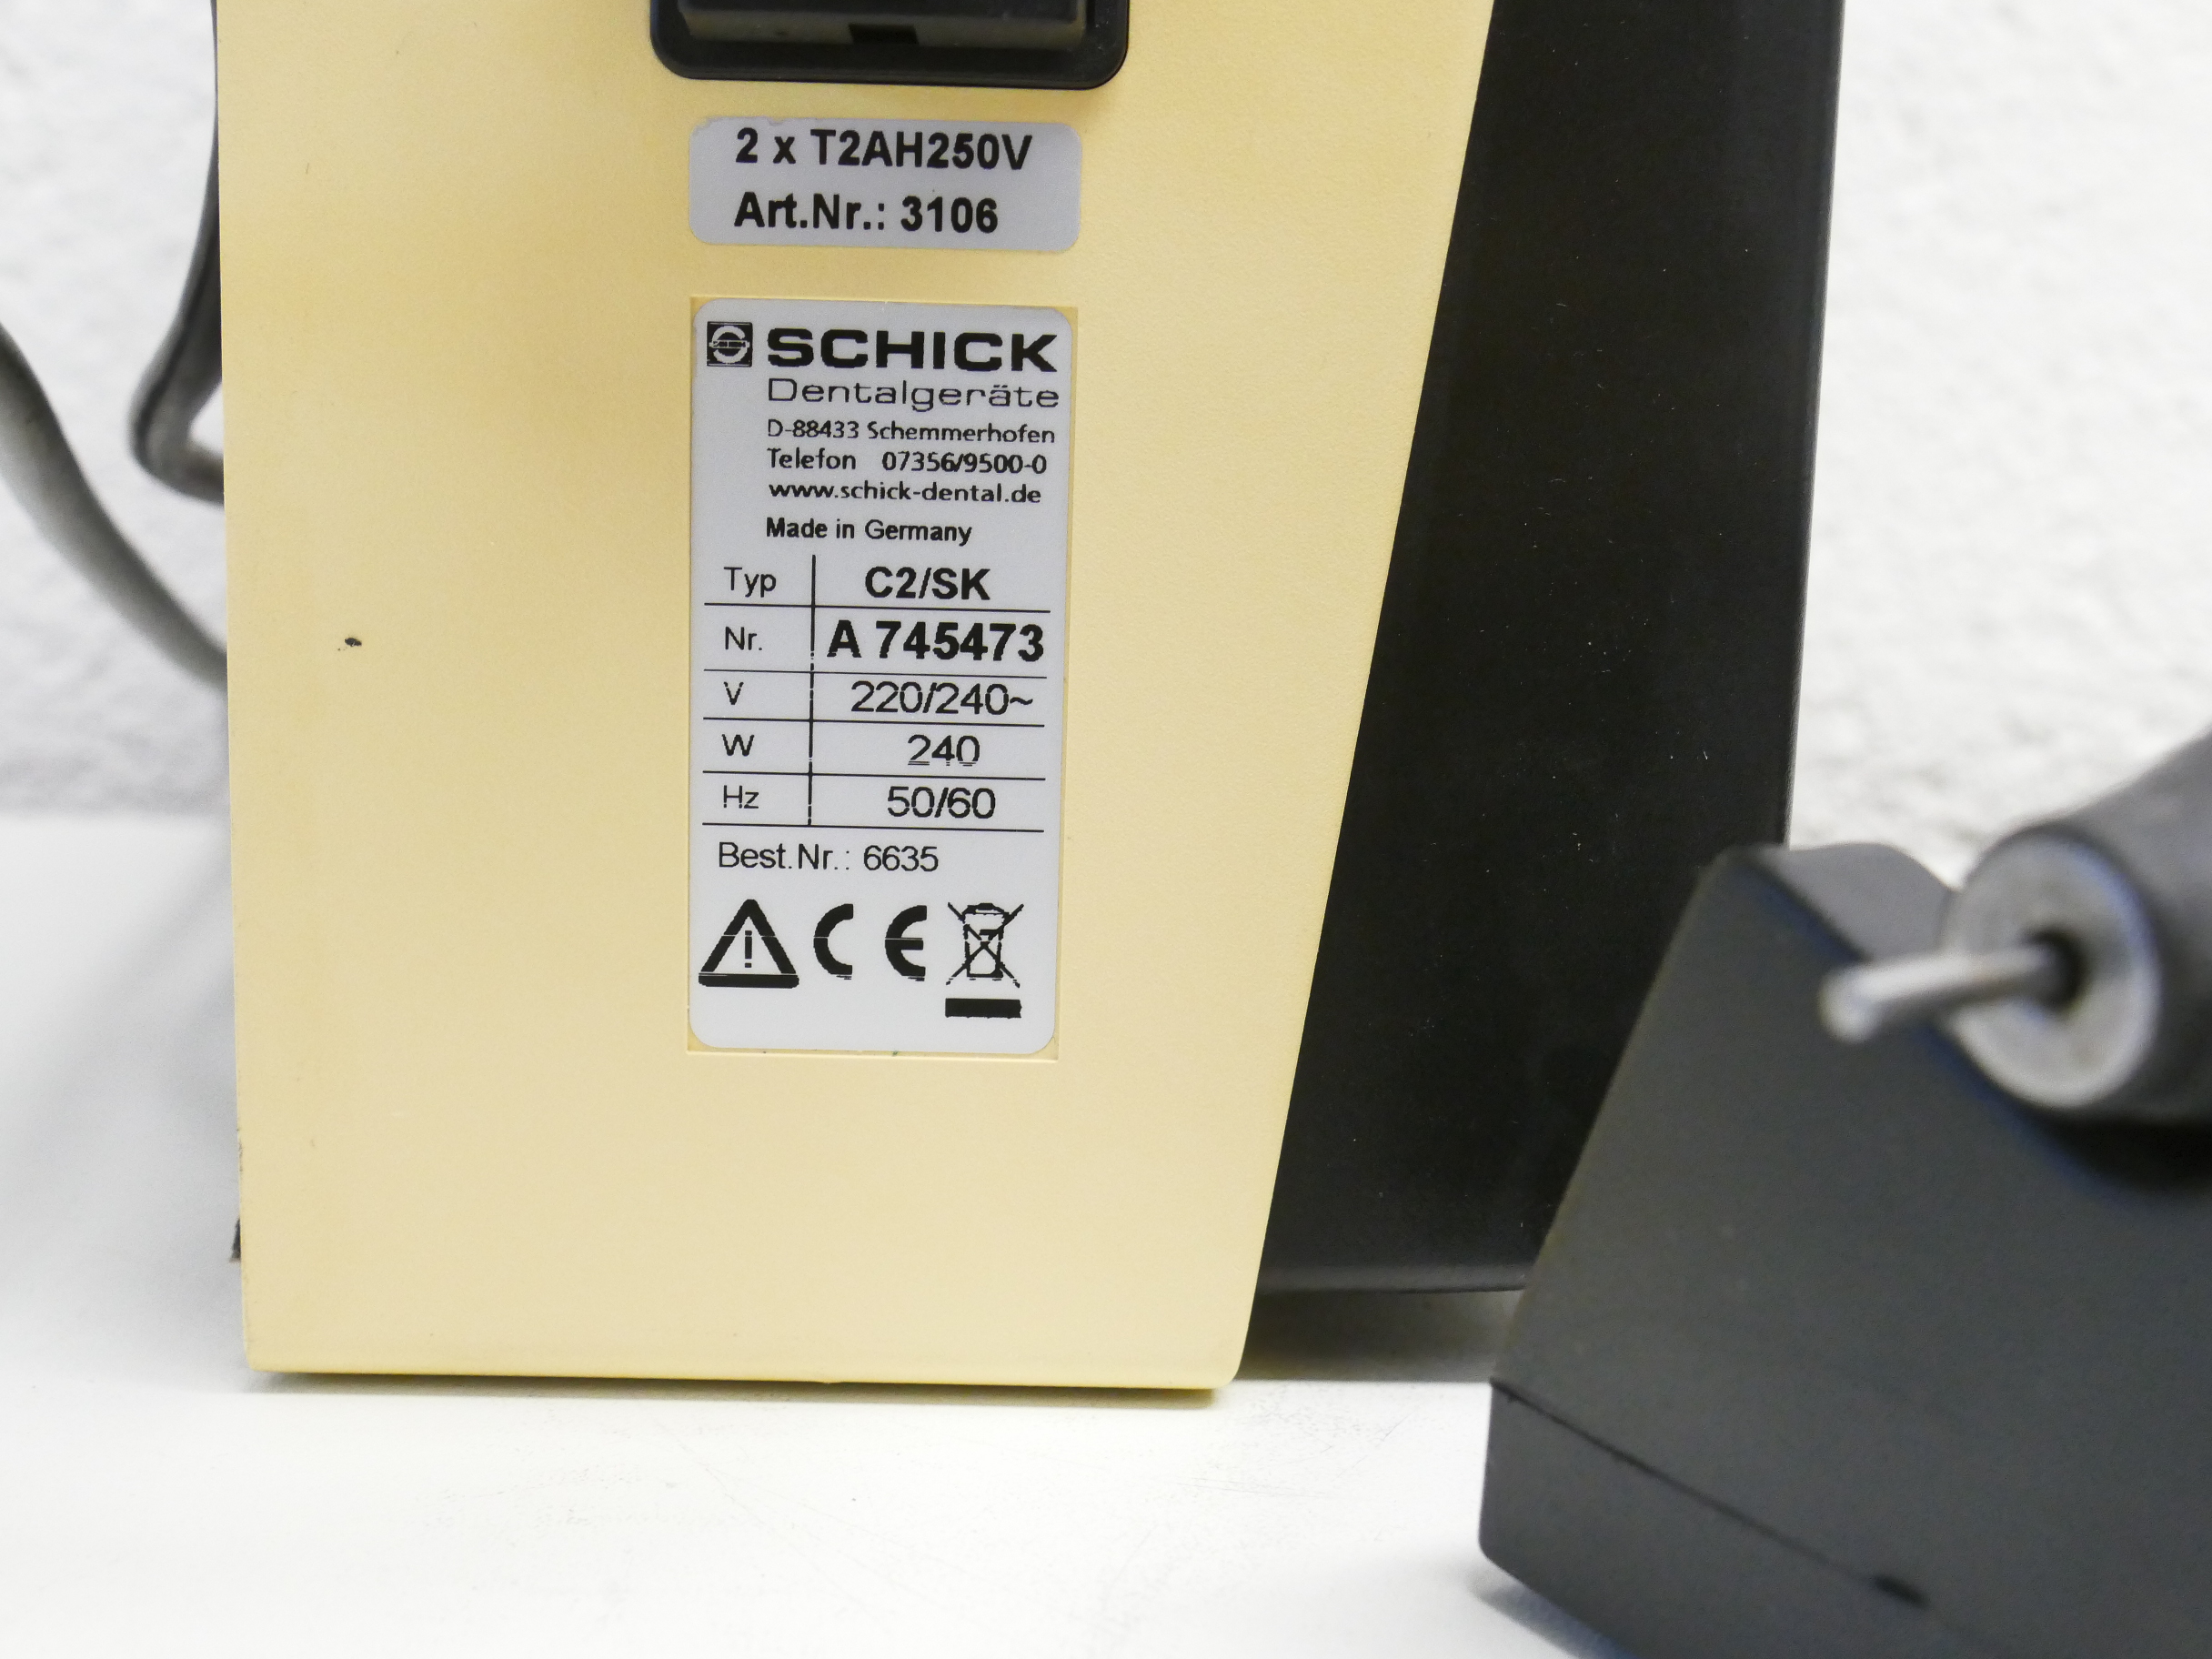 2 x T2AH250V
Art.Nr.: 3106
SCHICK
Dentalgeräte
D-88433 Schemmerhofen
Telefon 07356/9500-0
www.schick-dental.de
Made in Germany
Typ C2/SK
Nr. A 745473
V 220/240~
W 240
Hz 50/60
Best.Nr.: 6635
CE